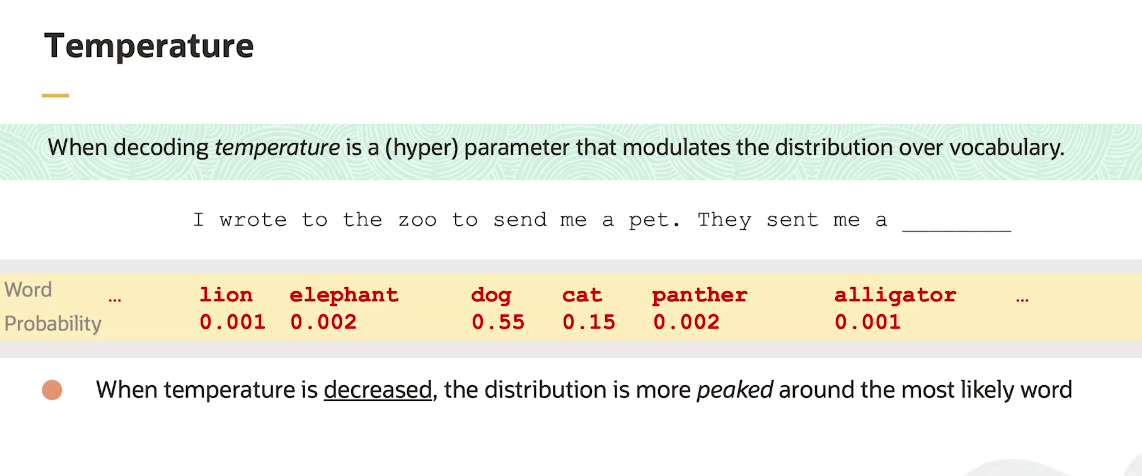 Temperature
When decoding temperature is a (hyper) parameter that modulates the distribution over vocabulary.
I wrote to the zoo to send me a pet. They sent me a ________
Word ... lion elephant dog cat panther alligator ...
Probability 0.001 0.002 0.55 0.15 0.002 0.001
When temperature is decreased, the distribution is more peaked around the most likely word